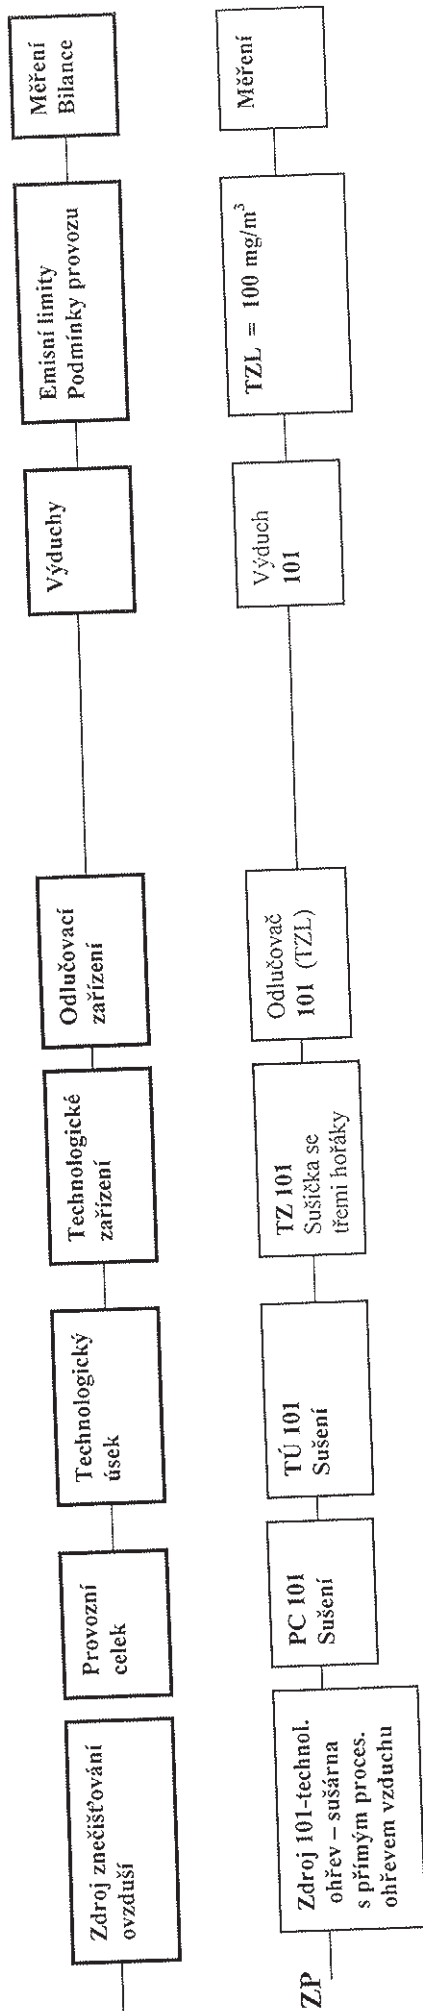 Zdroj znečišťování
ovzduší
Provozní
celek
Technologický
úsek
Technologické
zařízení
Odlučovací
zařízení
Výduchy
Emisní limity
Podmínky provozu
Měření
Bilance
ZP
Zdroj 101-technol.
ohřev – sušárna
s přímým proces.
ohřevem vzduchu
PC 101
Sušení
TÚ 101
Sušení
TZ 101
Sušička se
třemi hořáky
Odlučovač
101 (TZL)
Výduch
101
TZL = 100 mg/m³
Měření